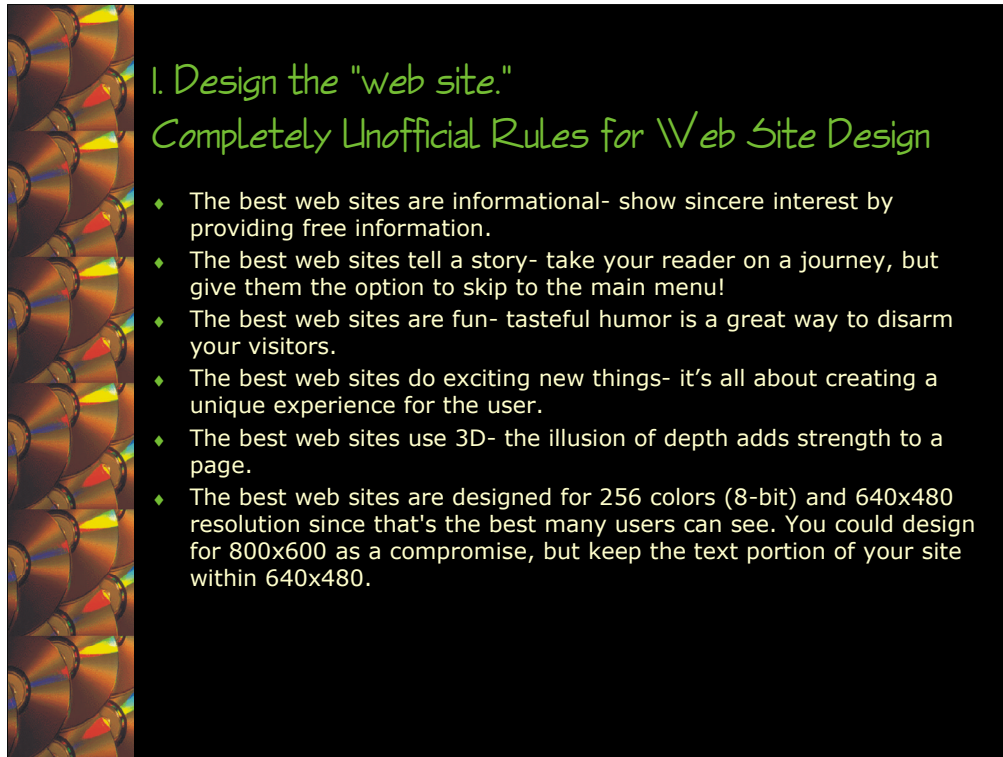 1. Design the "web site."
Completely Unofficial Rules for Web Site Design
♦ The best web sites are informational- show sincere interest by
providing free information.
♦ The best web sites tell a story- take your reader on a journey, but
give them the option to skip to the main menu!
♦ The best web sites are fun- tasteful humor is a great way to disarm
your visitors.
♦ The best web sites do exciting new things- it’s all about creating a
unique experience for the user.
♦ The best web sites use 3D- the illusion of depth adds strength to a
page.
♦ The best web sites are designed for 256 colors (8-bit) and 640x480
resolution since that's the best many users can see. You could design
for 800x600 as a compromise, but keep the text portion of your site
within 640x480.